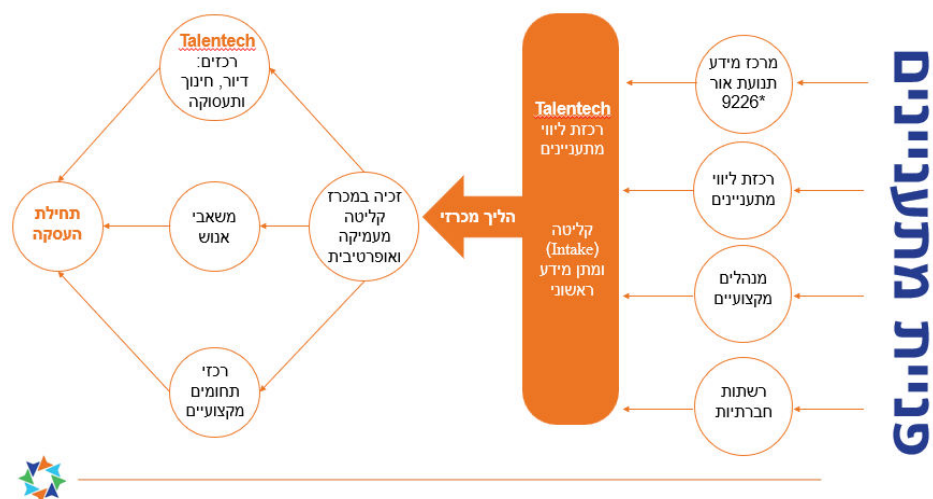 פניית מתעניינים
מרכז מידע
תנועת אור
9226*
רכזת ליווי
מתעניינים
מנהלים
מקצועיים
רשתות
חברתיות
Talentech
רכזת ליווי
מתעניינים
קליטה
(Intake)
ומתן מידע
ראשוני
הליך מכרזי
זכיה במכרז
קליטה
מעמיקה
ואופרטיבית
Talentech
רכזים:
דיור, חינוך
ותעסוקה
משאבי
אנוש
רכזי
תחומים
מקצועיים
תחילת
העסקה